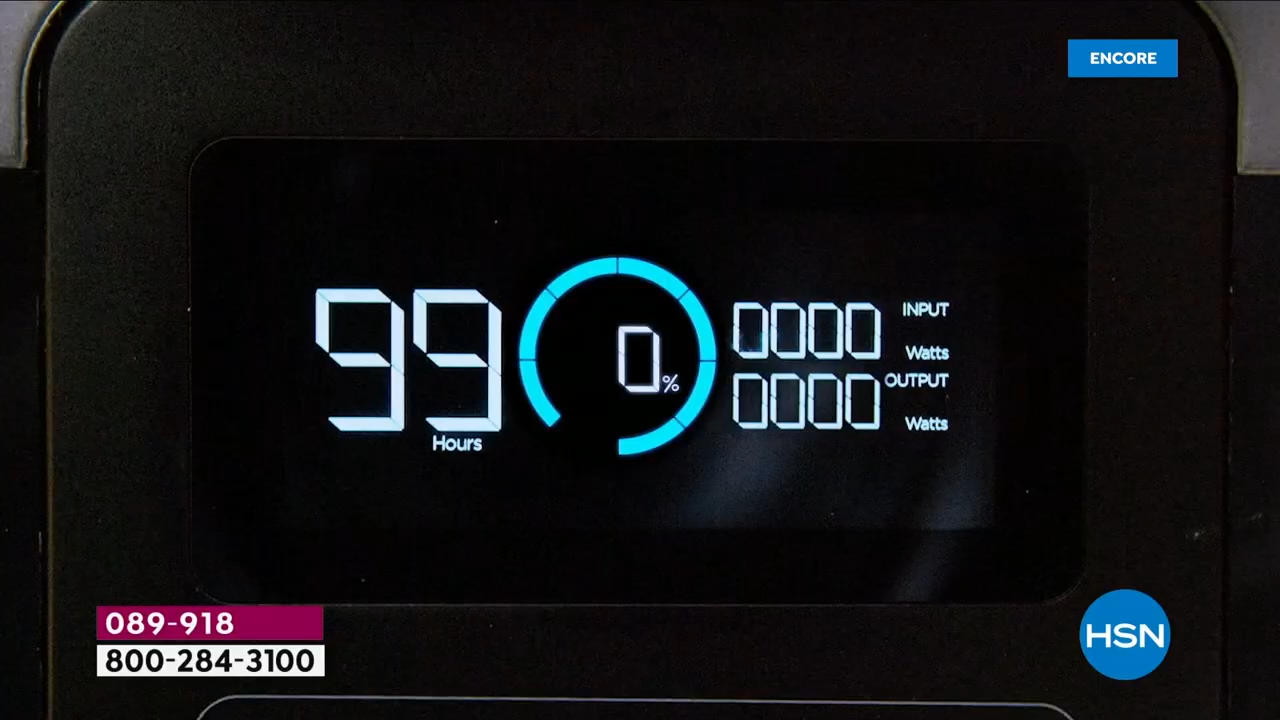 ENCORE
99
Hours
0%
0000 INPUT
Watts
0000 OUTPUT
Watts
089-918
800-284-3100
HSN